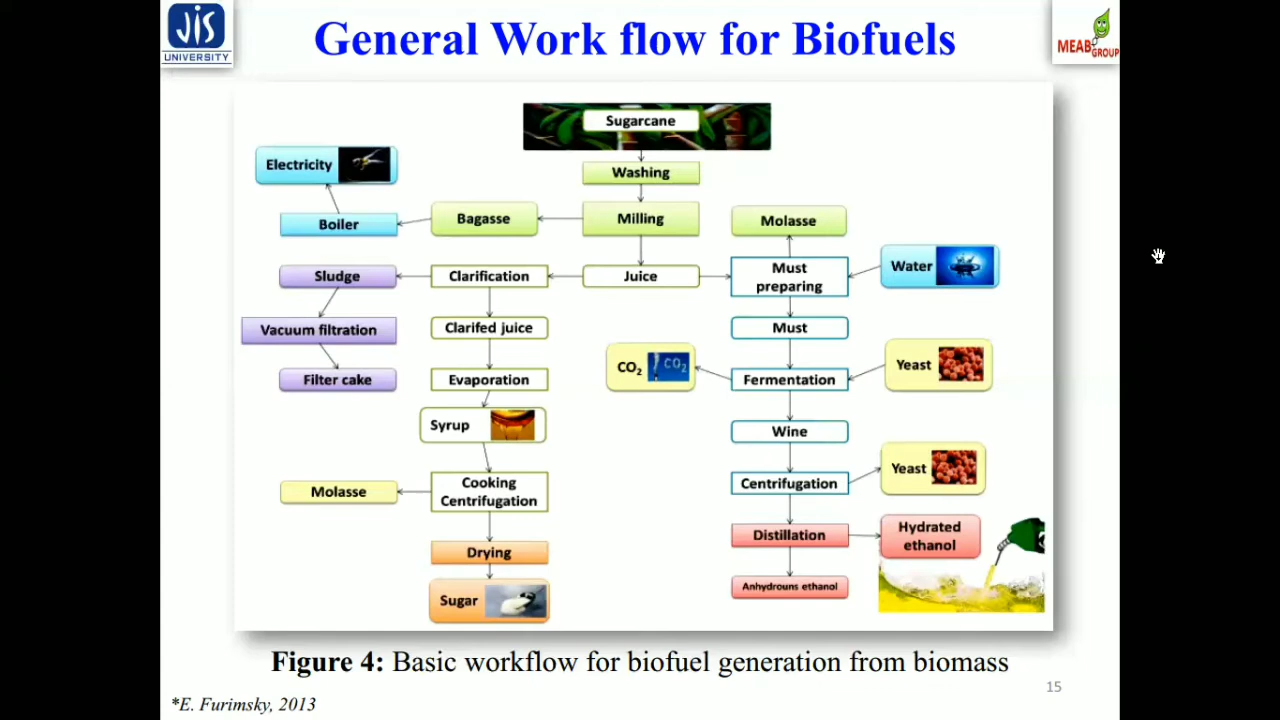 JIS
UNIVERSITY
General Work flow for Biofuels
MEAB GROUP
Sugarcane
Electricity
Washing
Boiler
Bagasse
Milling
Molasse
Sludge
Clarification
Juice
Must
preparing
Water
Vacuum filtration
Clarifed juice
Must
Filter cake
Evaporation
CO₂
CO₂
Fermentation
Yeast
Syrup
Wine
Molasse
Cooking
Centrifugation
Centrifugation
Yeast
Drying
Distillation
Hydrated
ethanol
Sugar
Anhydrouns ethanol
Figure 4: Basic workflow for biofuel generation from biomass
15
*E. Furimsky, 2013